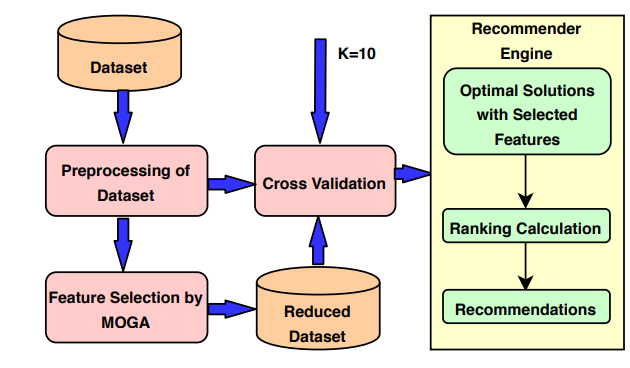 Dataset
K=10
Preprocessing of
Dataset
Cross Validation
Feature Selection by
MOGA
Reduced
Dataset
Recommender
Engine
Optimal Solutions
with Selected
Features
Ranking Calculation
Recommendations